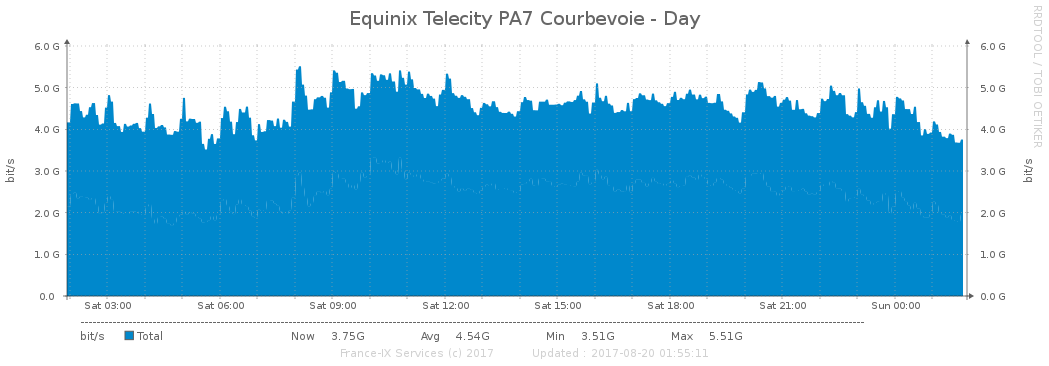 Equinix Telecity PA7 Courbevoie - Day
RRDTOOL / TOBI OETIKER
6.0 G 6.0 G
5.0 G 5.0 G
4.0 G 4.0 G
3.0 G 3.0 G
2.0 G 2.0 G
1.0 G 1.0 G
0.0 0.0 G
bit/s bit/s
Sat 03:00 Sat 06:00 Sat 09:00 Sat 12:00 Sat 15:00 Sat 18:00 Sat 21:00 Sun 00:00
bit/s Total Now 3.75G Avg 4.54G Min 3.51G Max 5.51G
France-IX Services (c) 2017 Updated : 2017-08-20 01:55:11